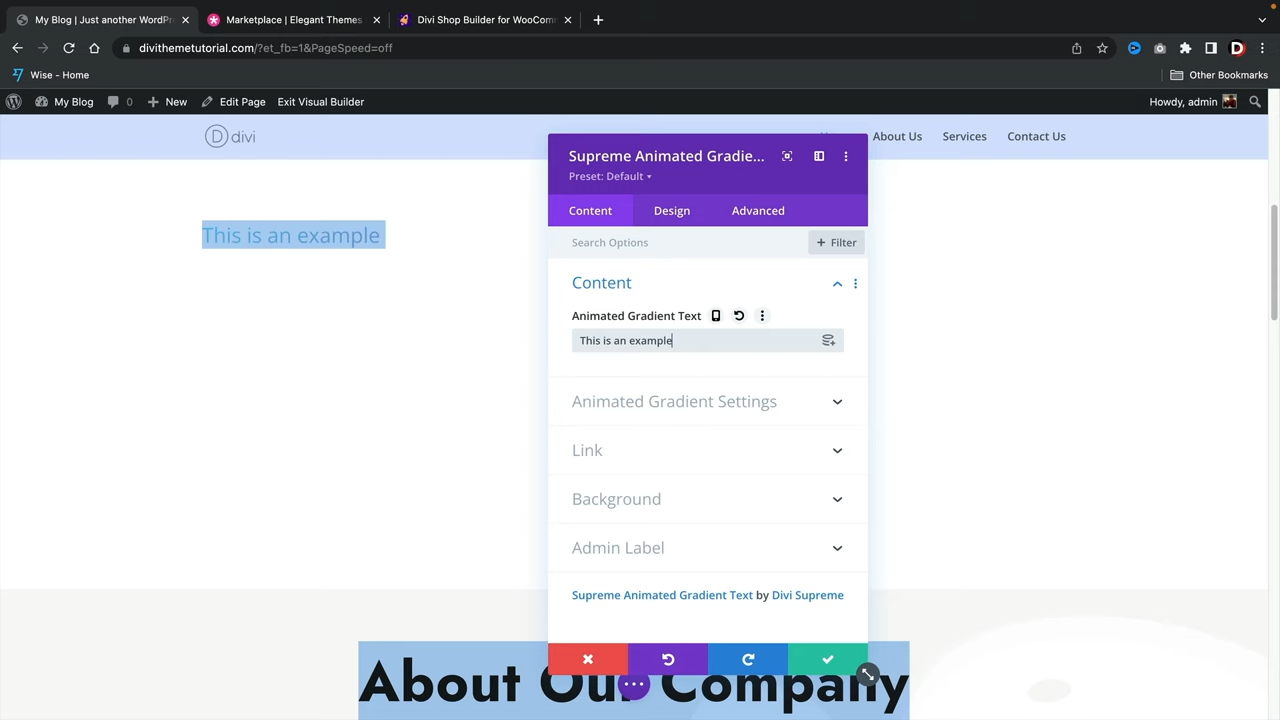 My Blog | Just another WordPr
Marketplace | Elegant Themes
Divi Shop Builder for WooCom
divithemetutorial.com/?et_fb=1&PageSpeed=off
Wise - Home
Other Bookmarks
My Blog
0
New
Edit Page
Exit Visual Builder
Howdy, admin
D divi
About Us
Services
Contact Us
Supreme Animated Gradie...
Preset: Default
Content
Design
Advanced
Search Options
+ Filter
This is an example
Content
Animated Gradient Text
This is an example
Animated Gradient Settings
Link
Background
Admin Label
Supreme Animated Gradient Text by Divi Supreme
About Our Company